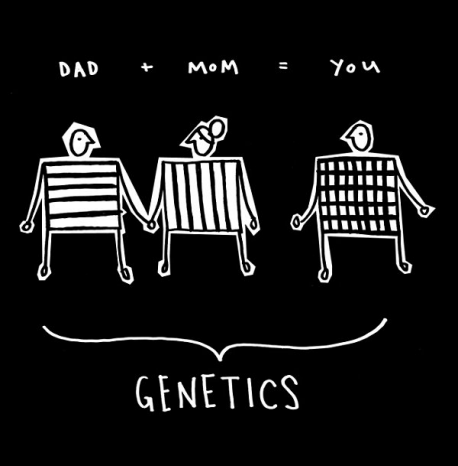 DAD + MOM = YOU
GENETICS